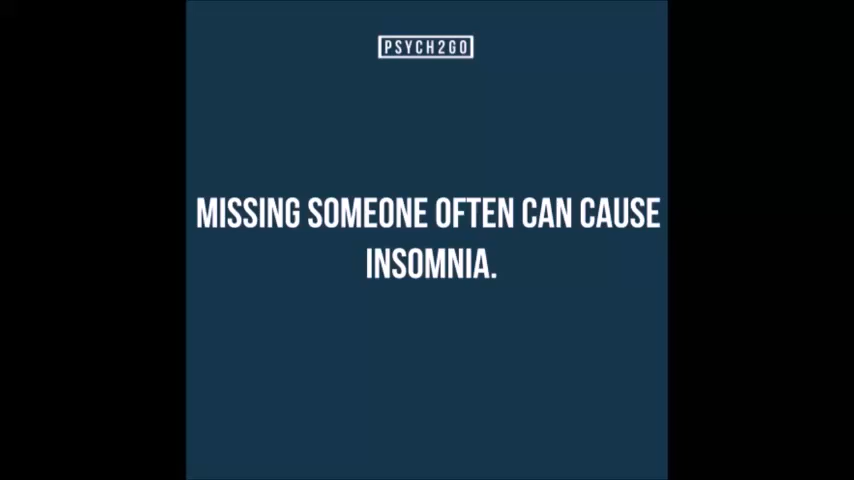 PSYCH2GO
MISSING SOMEONE OFTEN CAN CAUSE
INSOMNIA.